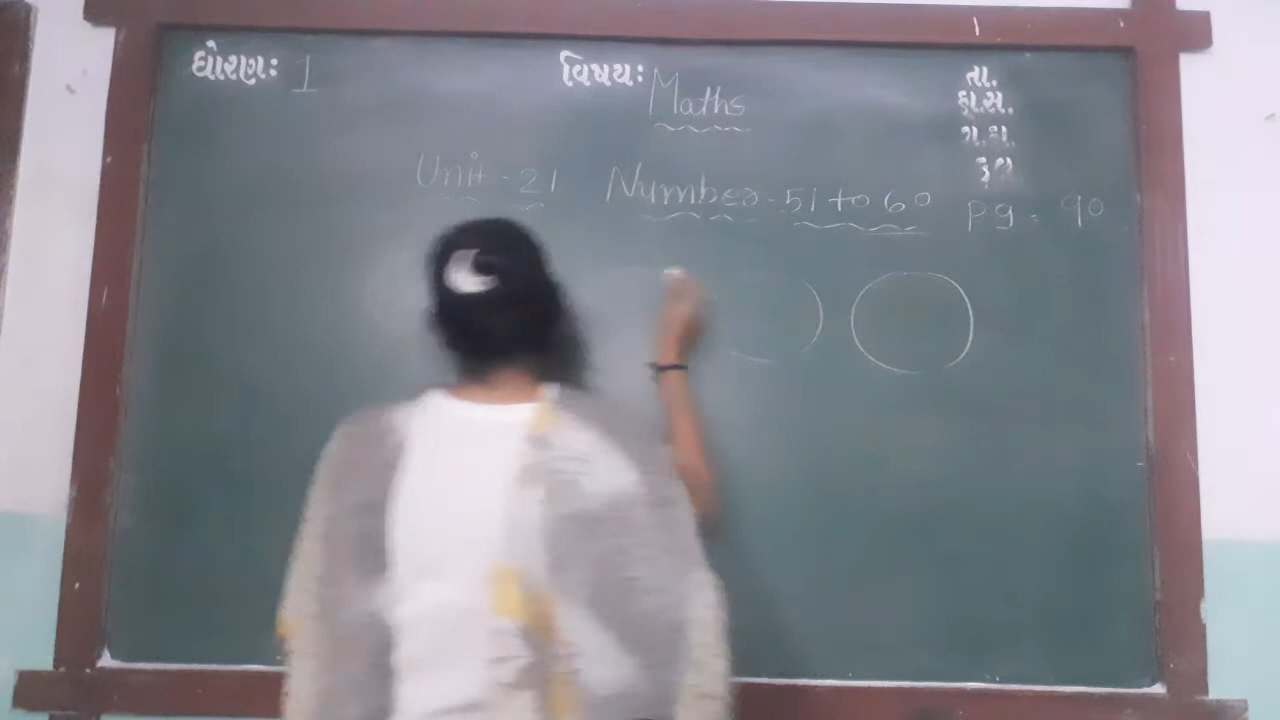 ધોરણઃ 1 વિષયઃ Maths
તા.
હા.સ.
ગ.હા.
કુલ
Unit - 21 Number - 51 to 60 pg. 90